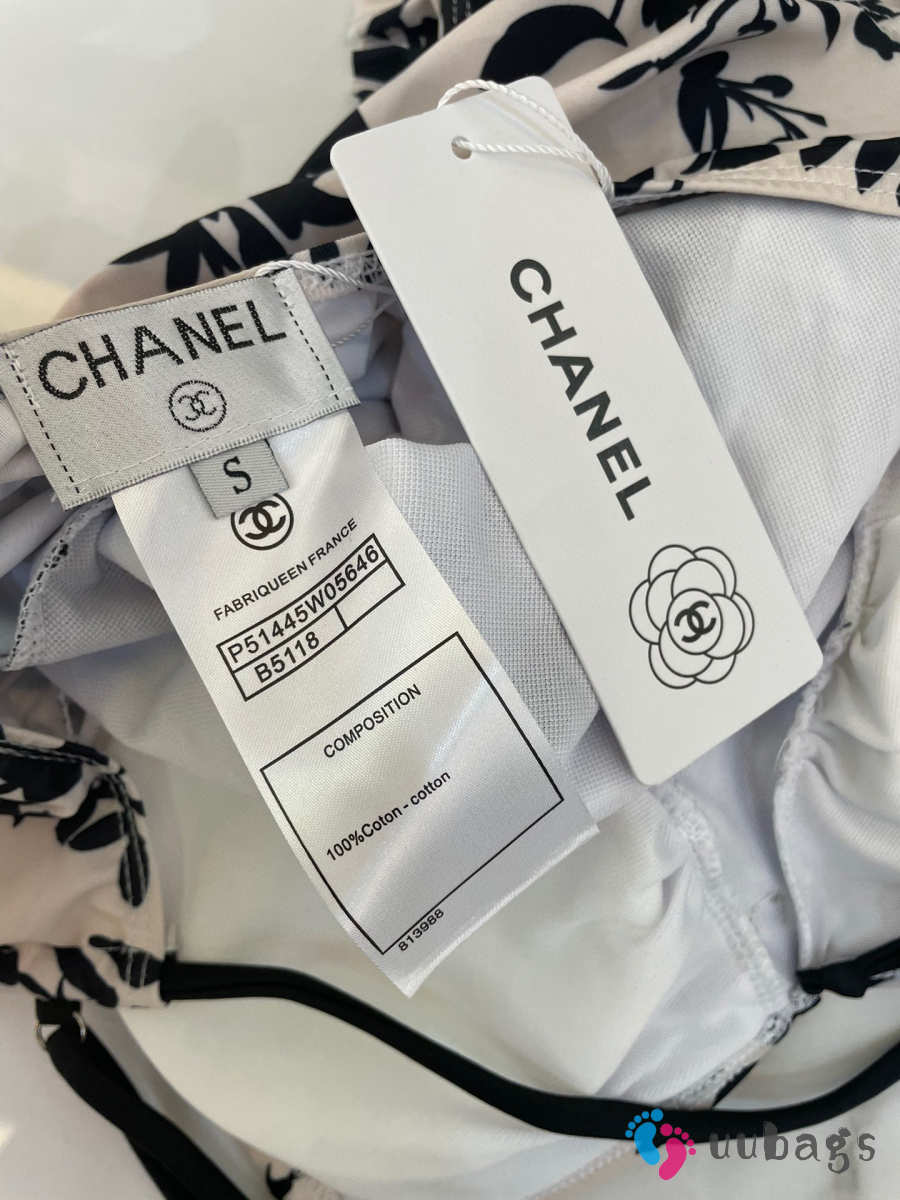 CHANEL
S
FABRIQUEEN FRANCE
P51445W05646
B5118
COMPOSITION
100%Coton - cotton
813988
CHANEL
uubags